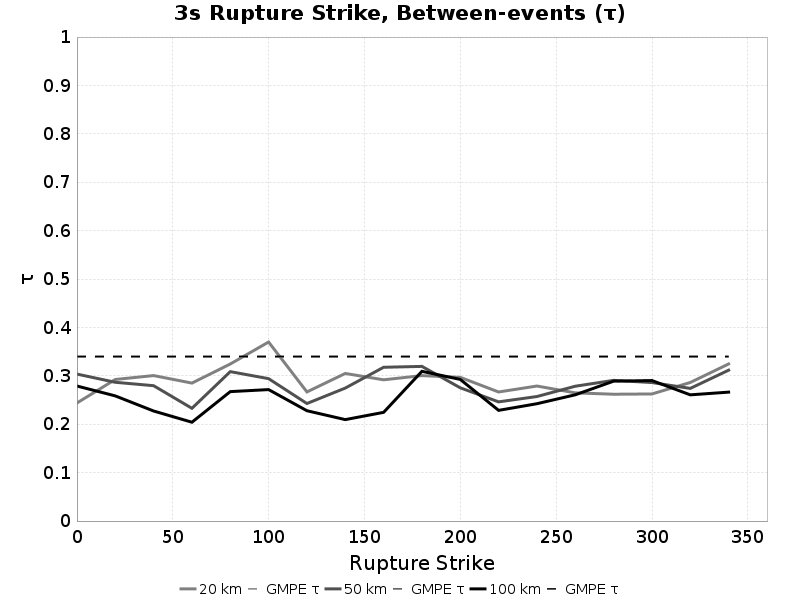 3s Rupture Strike, Between-events (τ)
1
0.9
0.8
0.7
0.6
0.5
0.4
0.3
0.2
0.1
0
τ
0 50 100 150 200 250 300 350
Rupture Strike
20 km GMPE τ 50 km GMPE τ 100 km GMPE τ